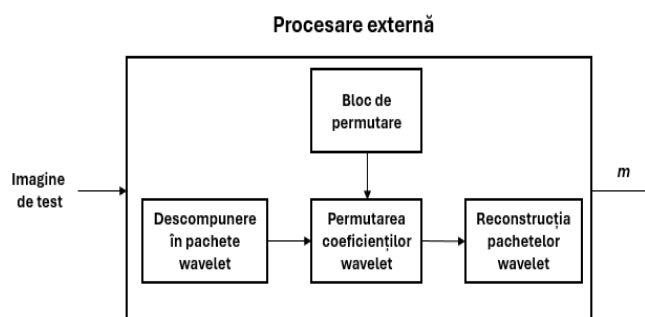 Procesare externă
Bloc de
permutare
Imagine
de test
m
Descompunere
în pachete
wavelet
Permutarea
coeficienților
wavelet
Reconstrucția
pachetelor
wavelet